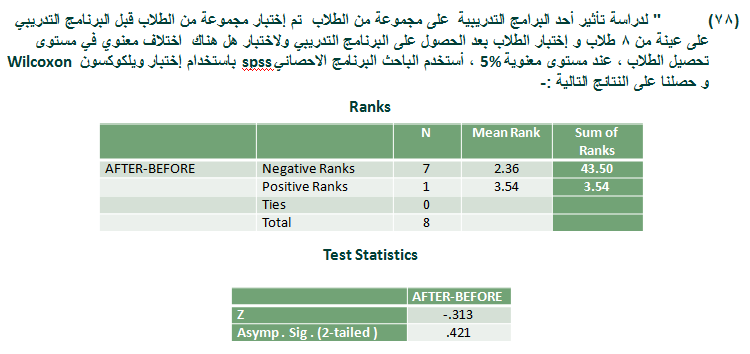 (٧٨) " لدراسة تأثير أحد البرامج التدريبية على مجموعة من الطلاب تم إختبار مجموعة من الطلاب قبل البرنامج التدريبي
على عينة من ٨ طلاب و إختبار الطلاب بعد الحصول على البرنامج التدريبي ولاختبار هل هناك اختلاف معنوي في مستوى
تحصيل الطلاب ، عند مستوى معنوية 5% ، أستخدم الباحث البرنامج الاحصاني spss باستخدام إختبار ويلكوكسون Wilcoxon
و حصلنا على النتائج التالية :-
Ranks
N Mean Rank Sum of
Ranks
AFTER-BEFORE Negative Ranks 7 2.36 43.50
Positive Ranks 1 3.54 3.54
Ties 0
Total 8
Test Statistics
AFTER-BEFORE
Z -.313
Asymp . Sig . (2-tailed ) .421